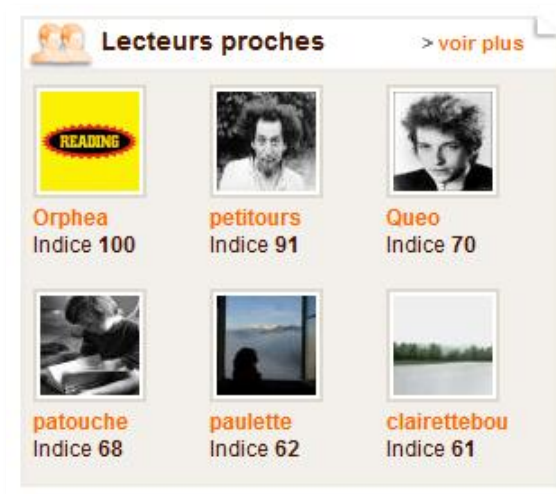 Lecteurs proches
> voir plus
READING
Orphea
Indice 100
petitours
Indice 91
Queo
Indice 70
patouche
Indice 68
paulette
Indice 62
clairettebou
Indice 61